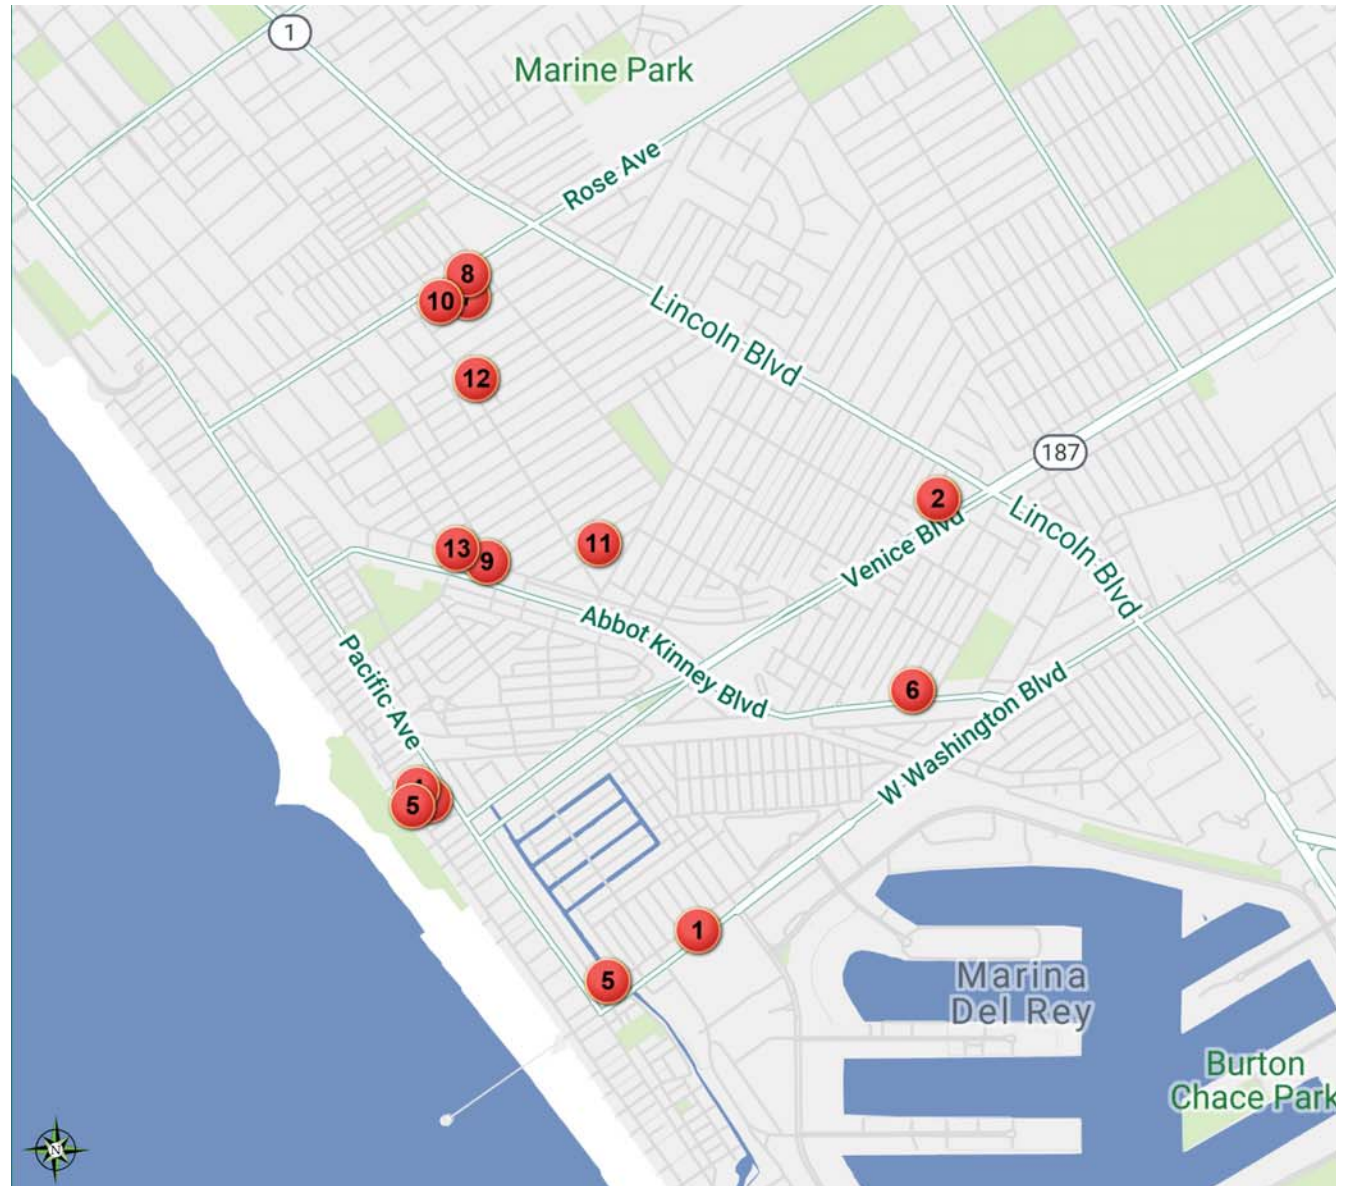 1
Marine Park
Rose Ave
8
10
Lincoln Blvd
12
187
2
Lincoln Blvd
Venice Blvd
13
9
11
Abbot Kinney Blvd
Pacific Ave
6
W Washington Blvd
5
1
5
Marina
Del Rey
Burton
Chace Park
N